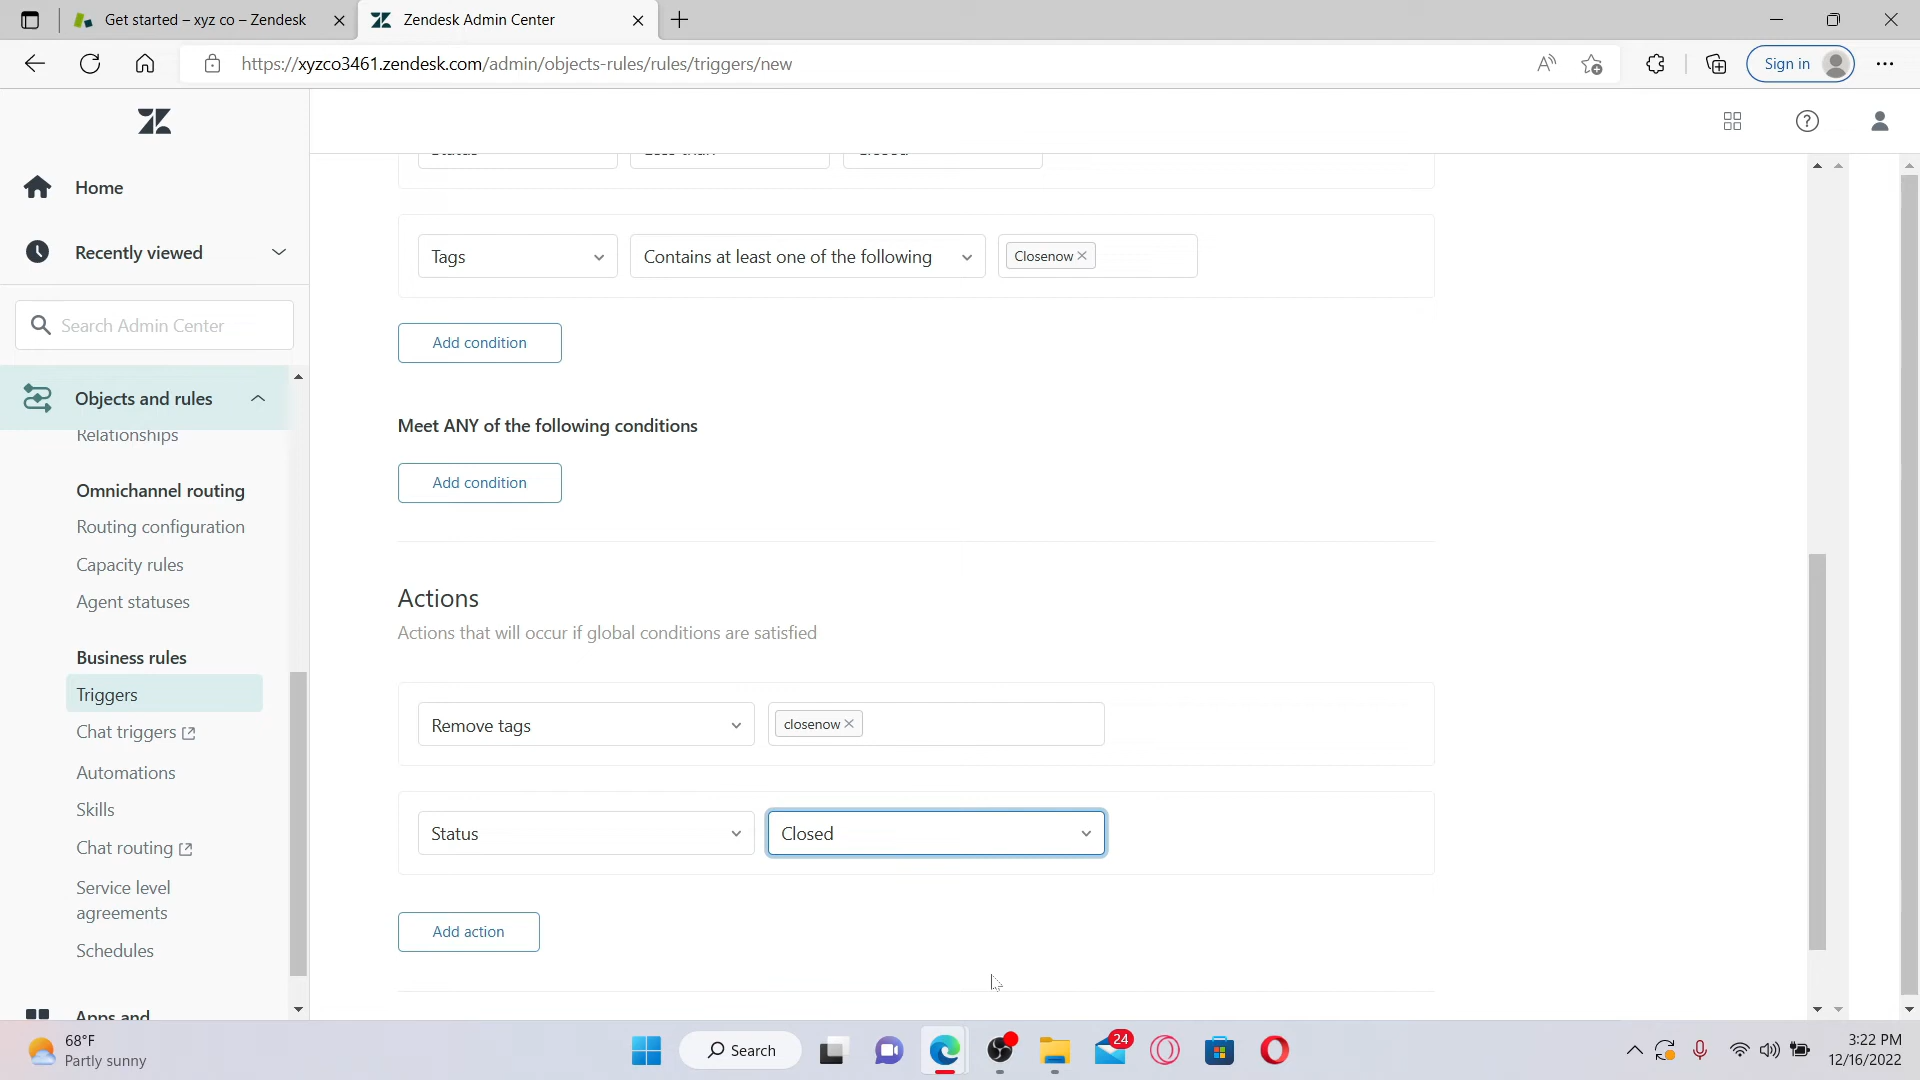 Get started – xyz co – Zendesk
Zendesk Admin Center
https://xyzco3461.zendesk.com/admin/objects-rules/rules/triggers/new
Sign in
Home
Recently viewed
Search Admin Center
Objects and rules
Relationships
Omnichannel routing
Routing configuration
Capacity rules
Agent statuses
Business rules
Triggers
Chat triggers
Automations
Skills
Chat routing
Service level
agreements
Schedules
Apps and
Tags
Contains at least one of the following
Closenow
Add condition
Meet ANY of the following conditions
Add condition
Actions
Actions that will occur if global conditions are satisfied
Remove tags
closenow
Status
Closed
Add action
68°F
Partly sunny
Search
24
3:22 PM
12/16/2022